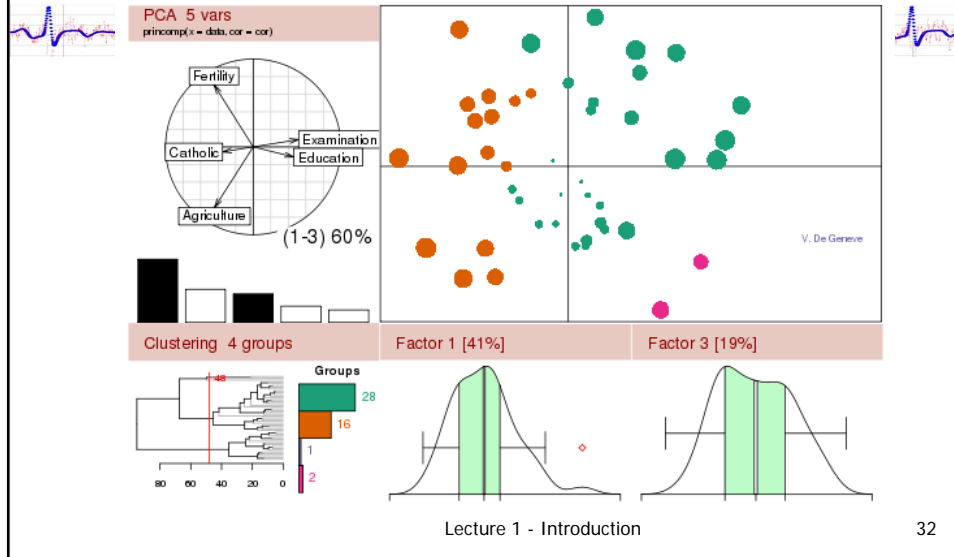 PCA 5 vars
princomp(x = data, cor = cor)
Fertility
Examination
Catholic
Education
Agriculture
(1-3) 60%
V. De Geneve
Clustering 4 groups
Factor 1 [41%]
Factor 3 [19%]
48
Groups
28
16
1
2
80 60 40 20 0
Lecture 1 - Introduction
32